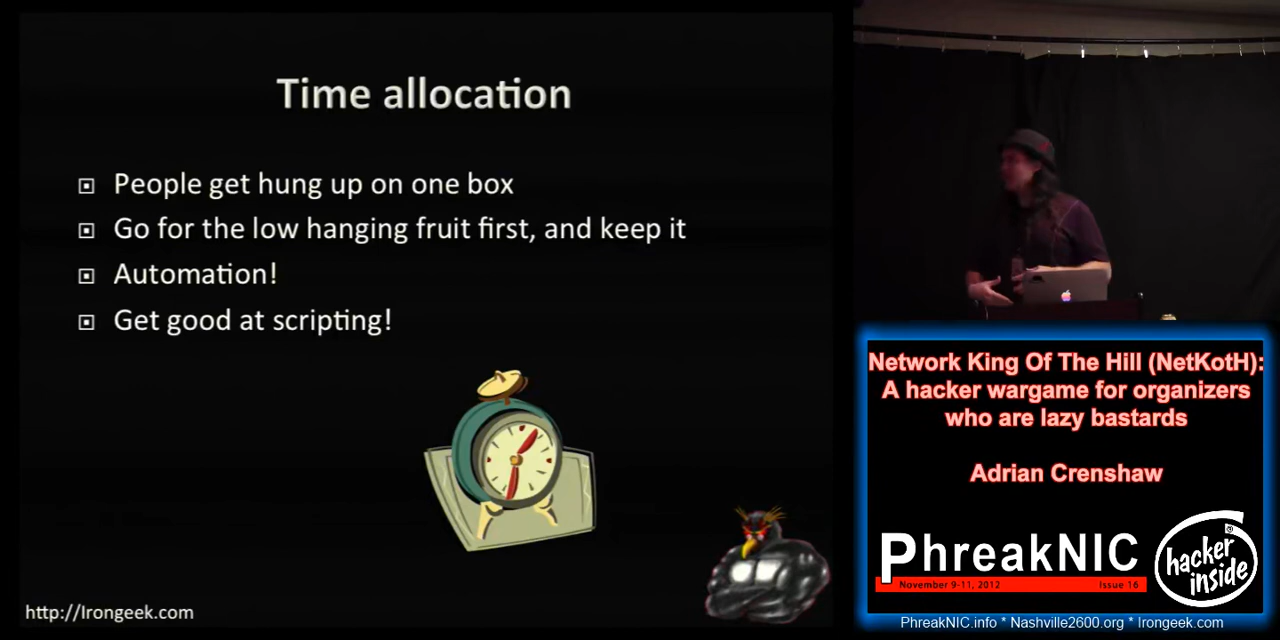 Time allocation
People get hung up on one box
Go for the low hanging fruit first, and keep it
Automation!
Get good at scripting!
http://Irongeek.com
Network King Of The Hill (NetKotH):
A hacker wargame for organizers
who are lazy bastards
Adrian Crenshaw
PhreakNIC
November 9-11, 2012 Issue 16
hacker
inside
PhreakNIC.info * Nashville2600.org * Irongeek.com